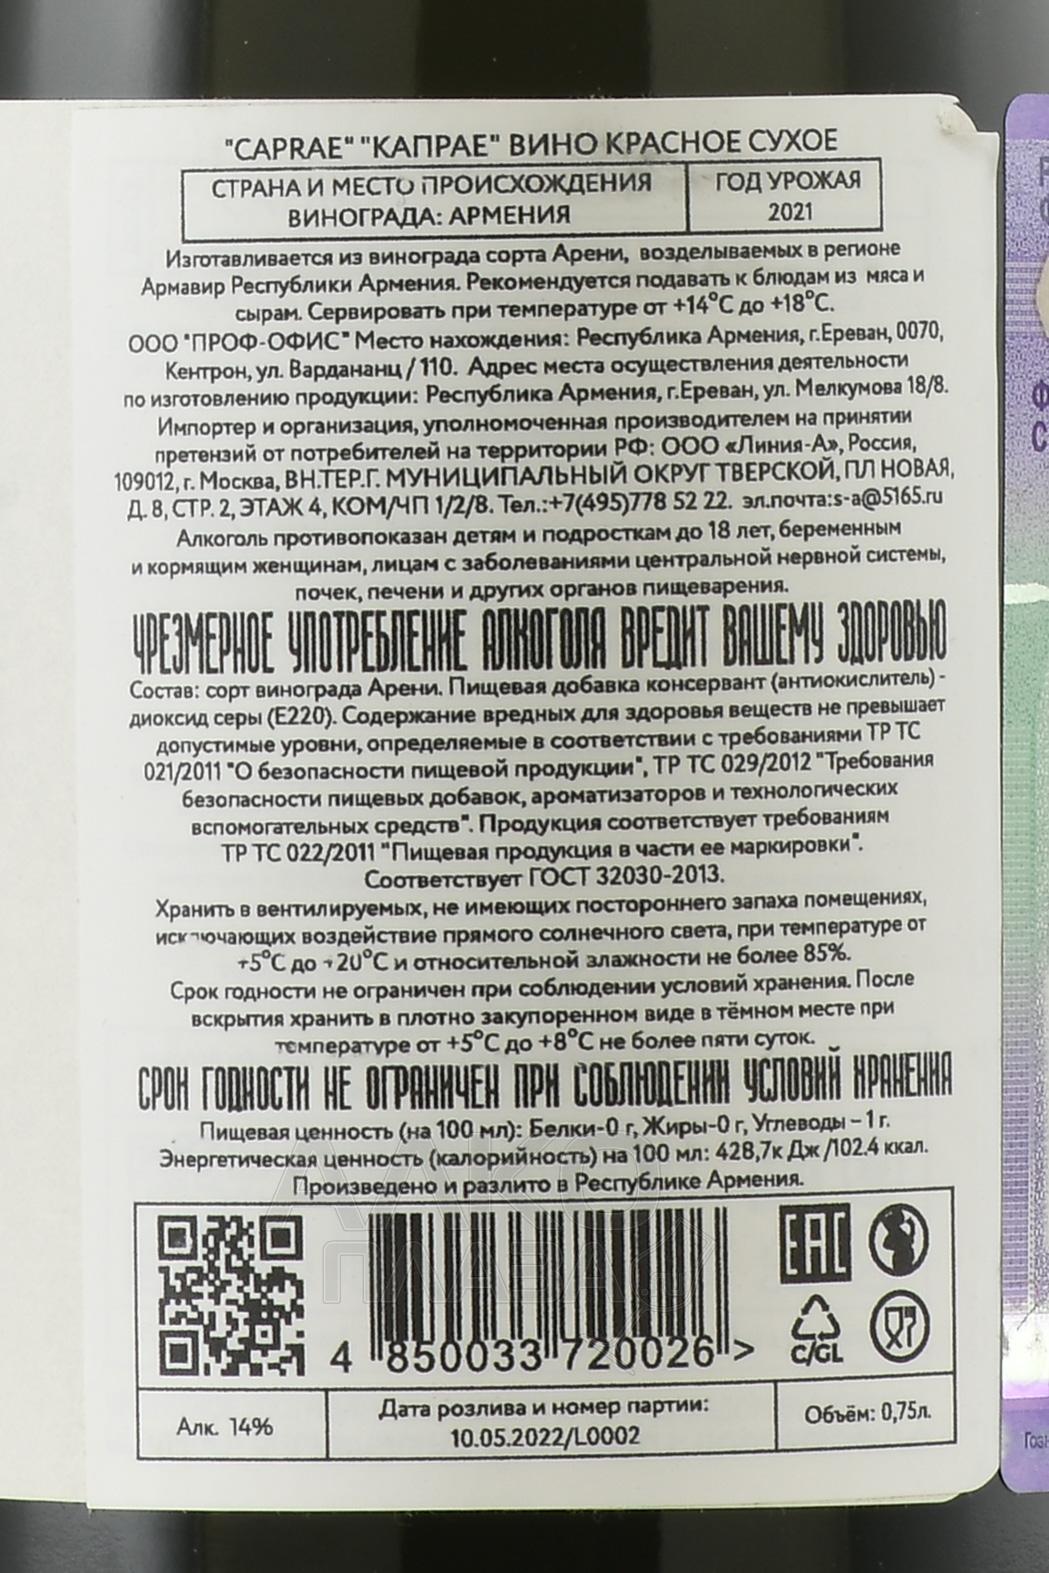 "CAPRAE" "КАПРАЕ" ВИНО КРАСНОЕ СУХОЕ
СТРАНА И МЕСТО ПРОИСХОЖДЕНИЯ
ВИНОГРАДА: АРМЕНИЯ
ГОД УРОЖАЯ
2021
Изготавливается из винограда сорта Арени, возделываемых в регионе
Армавир Республики Армения. Рекомендуется подавать к блюдам из мяса и
сырам. Сервировать при температуре от +14°С до +18°С.
ООО "ПРОФ-ОФИС" Место нахождения: Республика Армения, г.Ереван, 0070,
Кентрон, ул. Вардананц / 110. Адрес места осуществления деятельности
по изготовлению продукции: Республика Армения, г.Ереван, ул. Мелкумова 18/8.
Импортер и организация, уполномоченная производителем на принятии
претензий от потребителей на территории РФ: ООО «Линия-А», Россия,
109012, г. Москва, ВН.ТЕР.Г. МУНИЦИПАЛЬНЫЙ ОКРУГ ТВЕРСКОЙ, ПЛ НОВАЯ,
Д. 8, СТР. 2, ЭТАЖ 4, КОМ/ЧП 1/2/8. Тел.:+7(495)778 52 22. эл.почта:s-a@5165.ru
Алкоголь противопоказан детям и подросткам до 18 лет, беременным
и кормящим женщинам, лицам с заболеваниями центральной нервной системы,
почек, печени и других органов пищеварения.
ЧРЕЗМЕРНОЕ УПОТРЕБЛЕНИЕ АЛКОГОЛЯ ВРЕДИТ ВАШЕМУ ЗДОРОВЬЮ
Состав: сорт винограда Арени. Пищевая добавка консервант (антиокислитель) -
диоксид серы (Е220). Содержание вредных для здоровья веществ не превышает
допустимые уровни, определяемые в соответствии с требованиями ТР ТС
021/2011 "О безопасности пищевой продукции", ТР ТС 029/2012 "Требования
безопасности пищевых добавок, ароматизаторов и технологических
вспомогательных средств". Продукция соответствует требованиям
ТР ТС 022/2011 "Пищевая продукция в части ее маркировки".
Соответствует ГОСТ 32030-2013.
Хранить в вентилируемых, не имеющих постороннего запаха помещениях,
исключающих воздействие прямого солнечного света, при температуре от
+5°С до +20°С и относительной влажности не более 85%.
Срок годности не ограничен при соблюдении условий хранения. После
вскрытия хранить в плотно закупоренном виде в тёмном месте при
температуре от +5°С до +8°С не более пяти суток.
СРОК ГОДНОСТИ НЕ ОГРАНИЧЕН ПРИ СОБЛЮДЕНИИ УСЛОВИЙ ХРАНЕНИЯ
Пищевая ценность (на 100 мл): Белки-0 г, Жиры-0 г, Углеводы – 1 г.
Энергетическая ценность (калорийность) на 100 мл: 428,7к Дж /102.4 ккал.
Произведено и разлито в Республике Армения.
АЛКО
ПЛАЗА
EAC
C/GL
4 850033 720026 >
Алк. 14%
Дата розлива и номер партии:
10.05.2022/L0002
Объём: 0,75л.